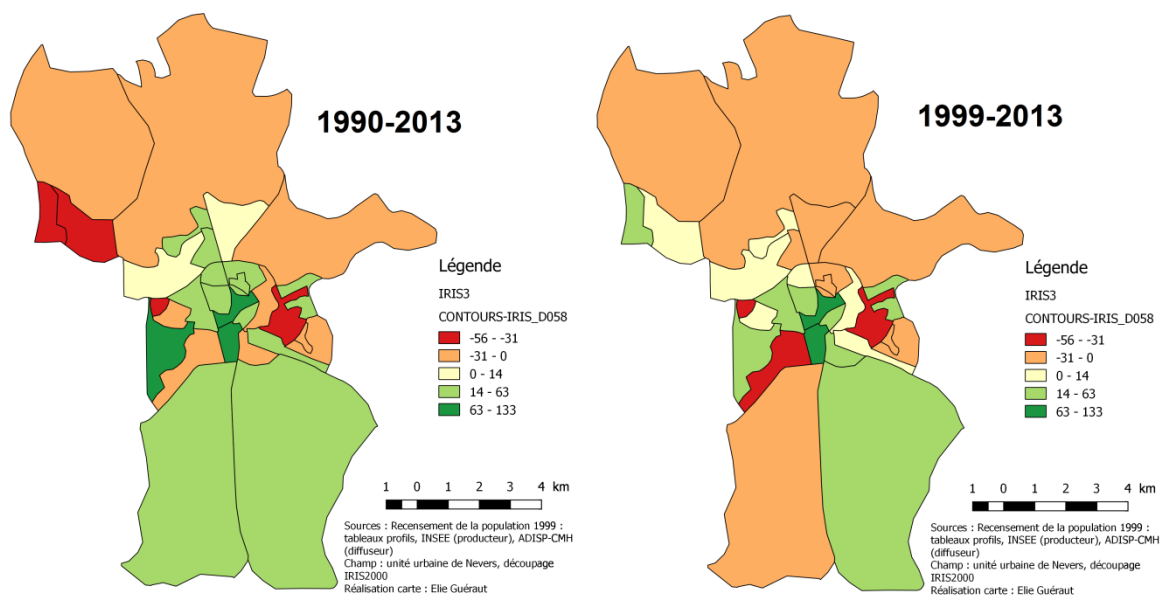 1990-2013
Légende
IRIS3
CONTOURS-IRIS_D058
-56 - -31
-31 - 0
0 - 14
14 - 63
63 - 133
1 0 1 2 3 4 km
Sources : Recensement de la population 1999 :
tableaux profils, INSEE (producteur), ADISP-CMH
(diffuseur)
Champ : unité urbaine de Nevers, découpage
IRIS2000
Réalisation carte : Elie Guéraut
1999-2013
Légende
IRIS3
CONTOURS-IRIS_D058
-56 - -31
-31 - 0
0 - 14
14 - 63
63 - 133
1 0 1 2 3 4 km
Sources : Recensement de la population 1999 :
tableaux profils, INSEE (producteur), ADISP-CMH
(diffuseur)
Champ : unité urbaine de Nevers, découpage
IRIS2000
Réalisation carte : Elie Guéraut